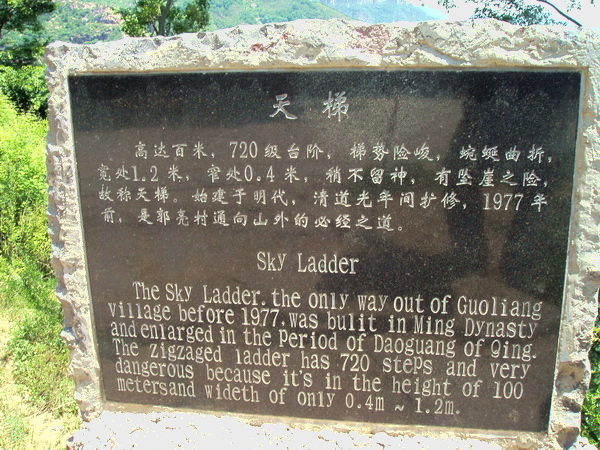 天梯
高达百米，720级台阶，梯势险峻，蜿蜒曲折，
宽处1.2米，窄处0.4米，稍不留神，有坠崖之险，
故称天梯。始建于明代，清道光年间扩修，1977年
前，是郭亮村通向山外的必经之道。
Sky Ladder
The Sky Ladder, the only way out of Guoliang
village before 1977, was bulit in Ming Dynasty
and enlarged in the Period of Daoguang of Qing.
The zigzaged ladder has 720 steps and very
dangerous because it's in the height of 100
metersand wideth of only 0.4m ~ 1.2m.